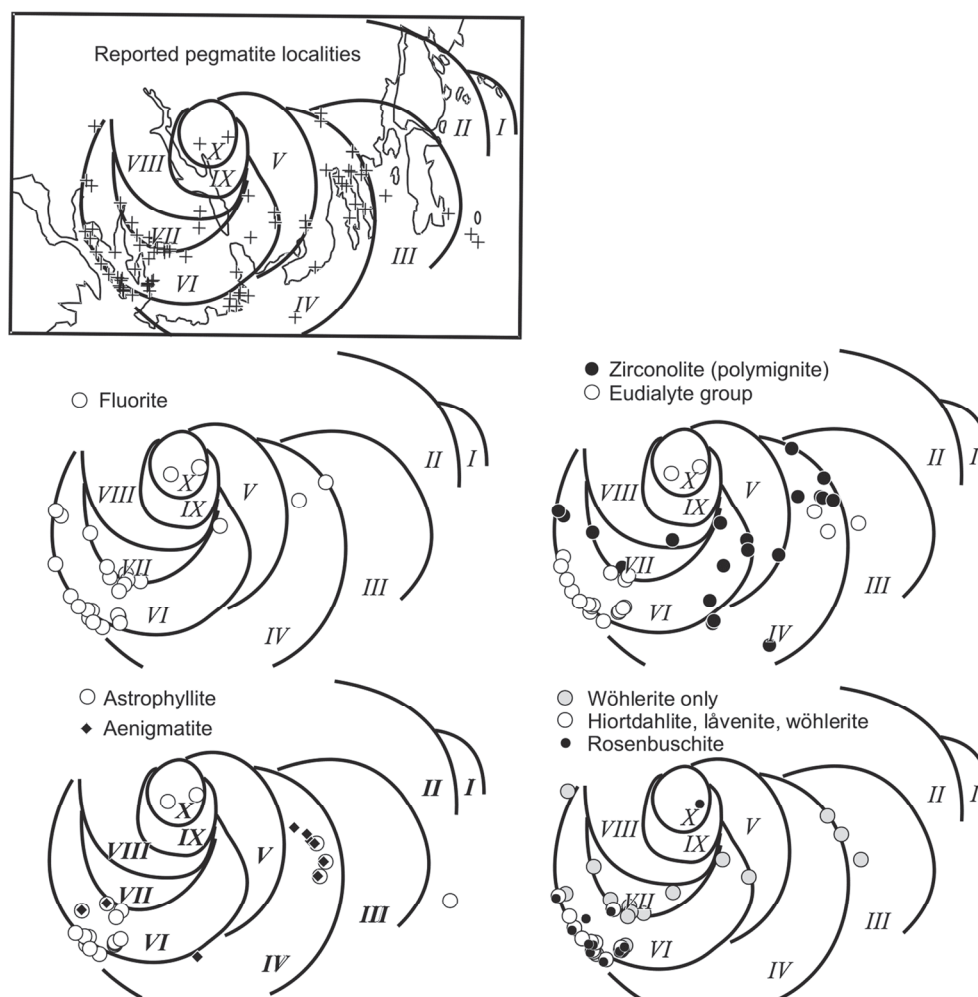 Reported pegmatite localities
II
I
X
V
VIII
IX
III
VII
VI
IV
Fluorite
II
I
X
V
VIII
IX
VII
III
VI
IV
Zirconolite (polymignite)
Eudialyte group
II
I
X
V
VIII
IX
VII
III
VI
IV
Astrophyllite
Aenigmatite
II
I
X
IX
VIII
V
VII
III
VI
IV
Wöhlerite only
Hiortdahlite, låvenite, wöhlerite
Rosenbuschite
II
I
X
V
VIII
IX
VII
III
VI
IV